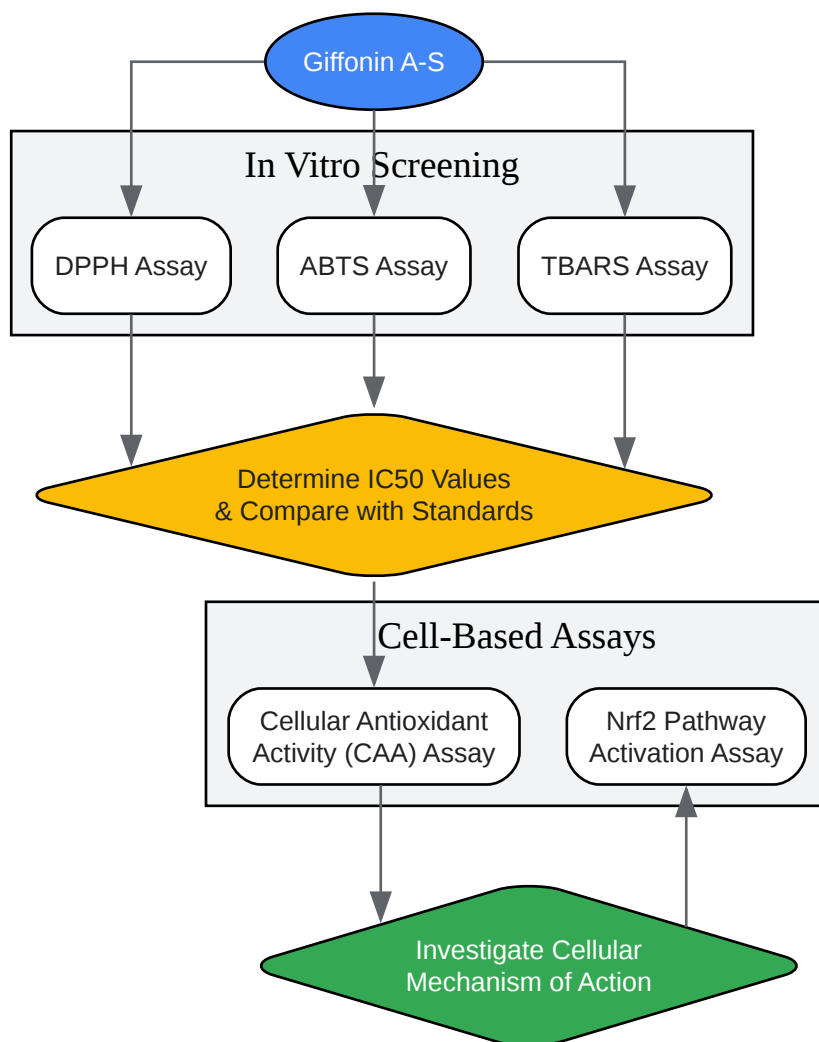 Giffonin A-S
In Vitro Screening
DPPH Assay
ABTS Assay
TBARS Assay
Determine IC50 Values
& Compare with Standards
Cell-Based Assays
Cellular Antioxidant
Activity (CAA) Assay
Nrf2 Pathway
Activation Assay
Investigate Cellular
Mechanism of Action